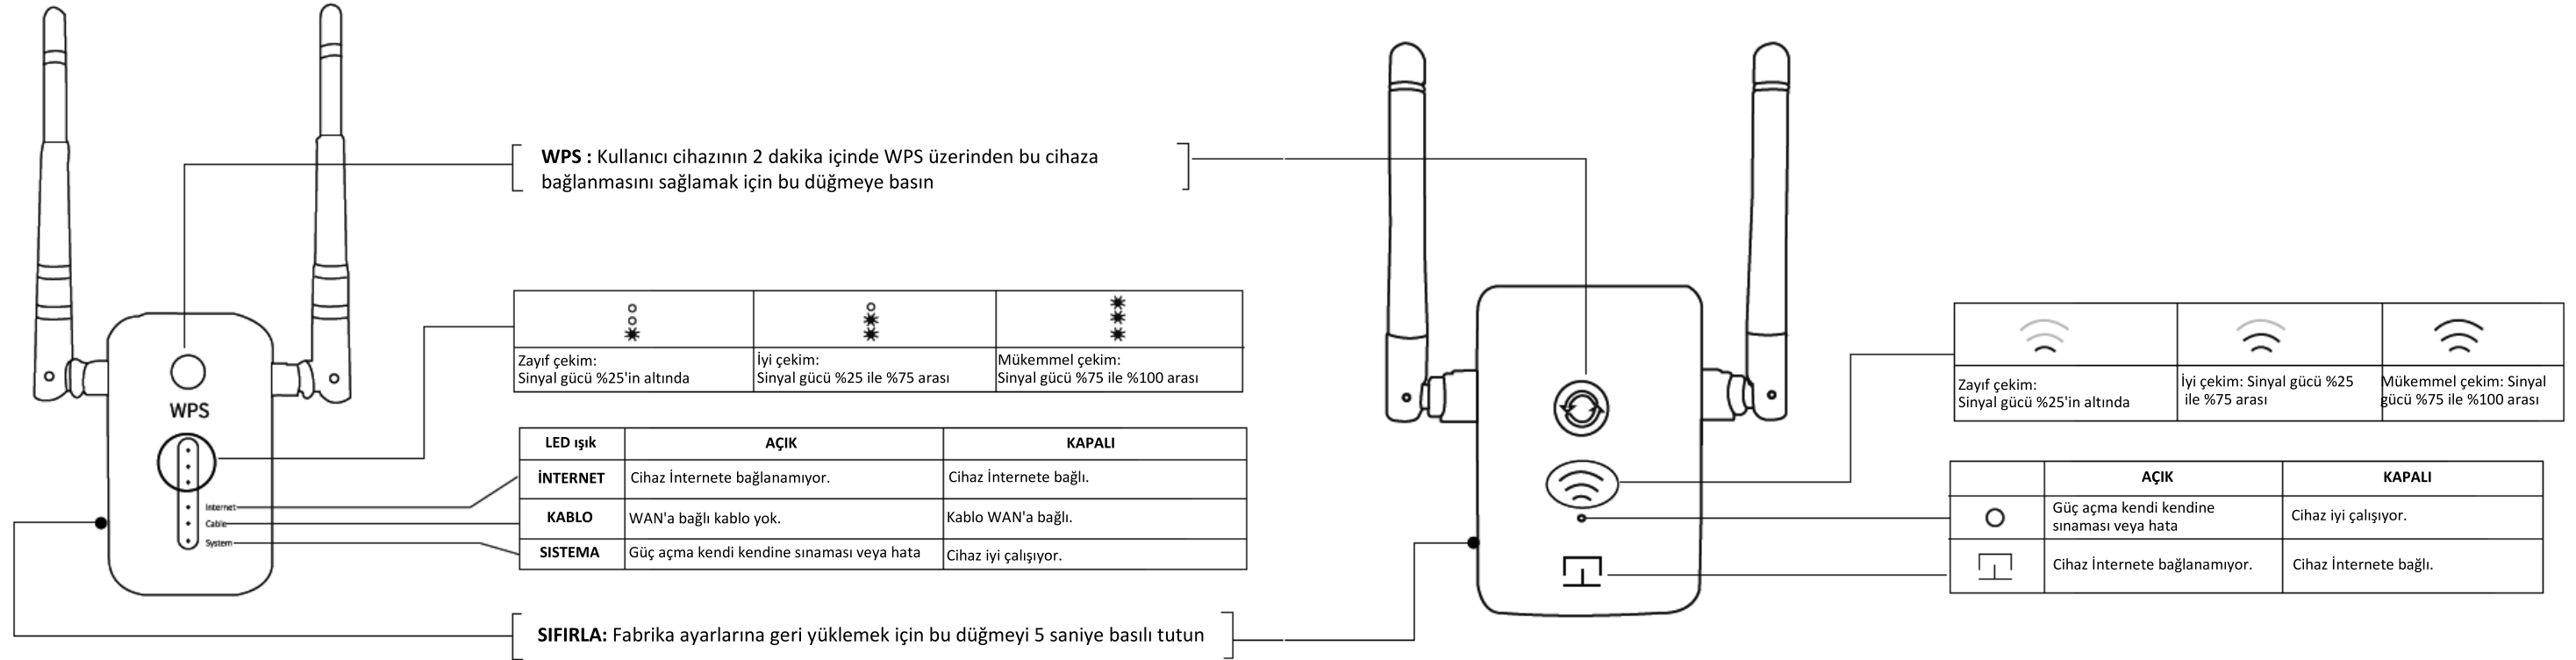 WPS : Kullanıcı cihazının 2 dakika içinde WPS üzerinden bu cihaza
bağlanmasını sağlamak için bu düğmeye basın
Zayıf çekim:
Sinyal gücü %25'in altında
İyi çekim:
Sinyal gücü %25 ile %75 arası
Mükemmel çekim:
Sinyal gücü %75 ile %100 arası
WPS
Internet
Cable
System
LED ışık AÇIK KAPALI
İNTERNET Cihaz İnternete bağlanamıyor. Cihaz İnternete bağlı.
KABLO WAN'a bağlı kablo yok. Kablo WAN'a bağlı.
SISTEMA Güç açma kendi kendine sınaması veya hata Cihaz iyi çalışıyor.
SIFIRLA: Fabrika ayarlarına geri yüklemek için bu düğmeyi 5 saniye basılı tutun
Zayıf çekim:
Sinyal gücü %25'in altında
İyi çekim: Sinyal gücü %25
ile %75 arası
Mükemmel çekim: Sinyal
gücü %75 ile %100 arası
AÇIK KAPALI
Güç açma kendi kendine
sınaması veya hata
Cihaz iyi çalışıyor.
Cihaz İnternete bağlanamıyor. Cihaz İnternete bağlı.